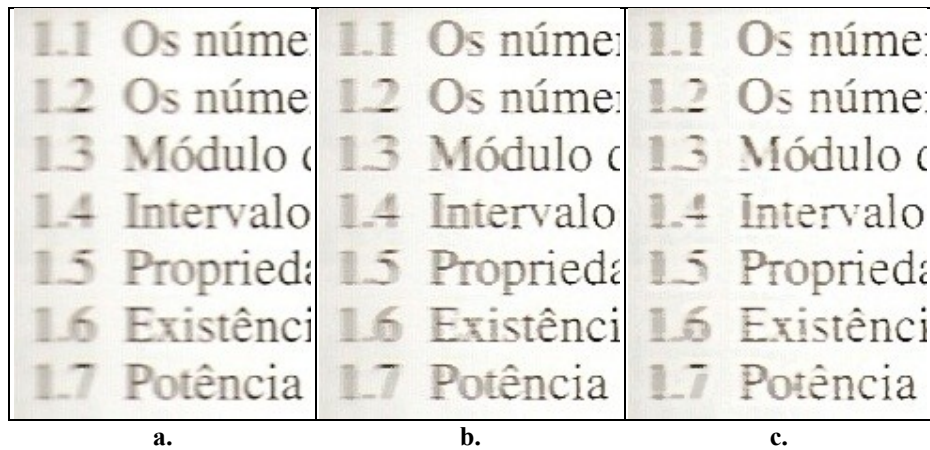 1.1 Os núme
1.2 Os núme
1.3 Módulo
1.4 Intervalo
1.5 Proprieda
1.6 Existênci
1.7 Potência
1.1 Os núme
1.2 Os núme
1.3 Módulo
1.4 Intervalo
1.5 Proprieda
1.6 Existênci
1.7 Potência
1.1 Os núme
1.2 Os núme
1.3 Módulo
1.4 Intervalo
1.5 Proprieda
1.6 Existênci
1.7 Potência
a. b. c.